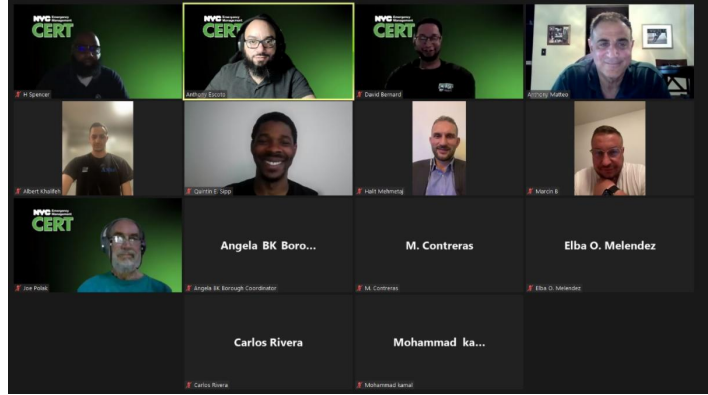 NYC Emergency Management
CERT
H Spencer
NYC Emergency Management
CERT
Anthony Escoto
NYC Emergency Management
CERT
David Bernard
Anthony Matteo
Albert Khalifeh
Quintin E. Sipp
Halit Mehmetaj
Marcin B
NYC Emergency Management
CERT
Joe Polak
Angela BK Boro...
Angela BK Borough Coordinator
M. Contreras
M. Contreras
Elba O. Melendez
Elba O. Melendez
Carlos Rivera
Carlos Rivera
Mohammad ka...
Mohammad kamal